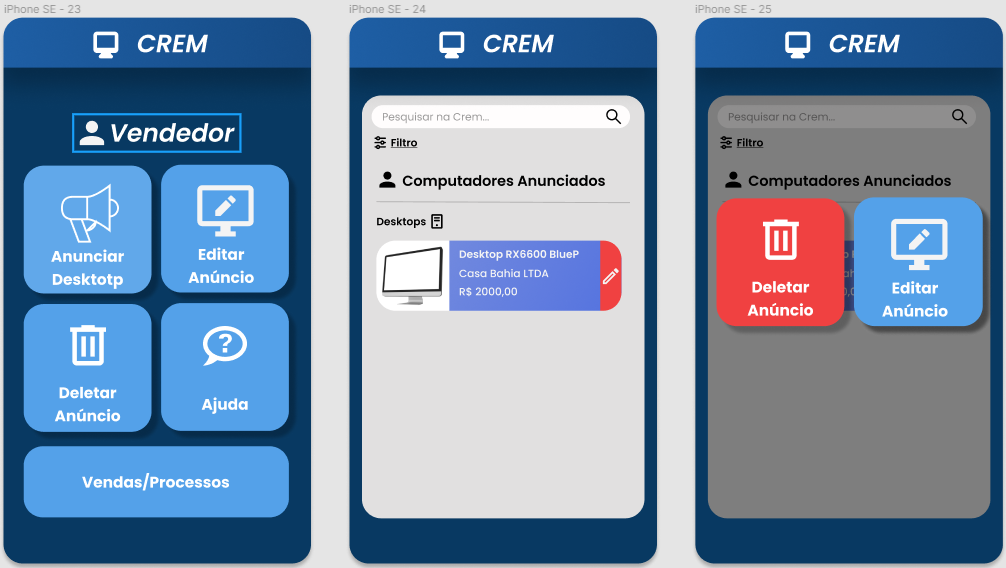 iPhone SE - 23
CREM
Vendedor
Anunciar
Desktotp
Editar
Anúncio
Deletar
Anúncio
?
Ajuda
Vendas/Processos
iPhone SE - 24
CREM
Pesquisar na Crem...
Filtro
Computadores Anunciados
Desktops
Desktop RX6600 BlueP
Casa Bahia LTDA
R$ 2000,00
iPhone SE - 25
CREM
Pesquisar na Crem...
Filtro
Computadores Anunciados
Deletar
Anúncio
Editar
Anúncio